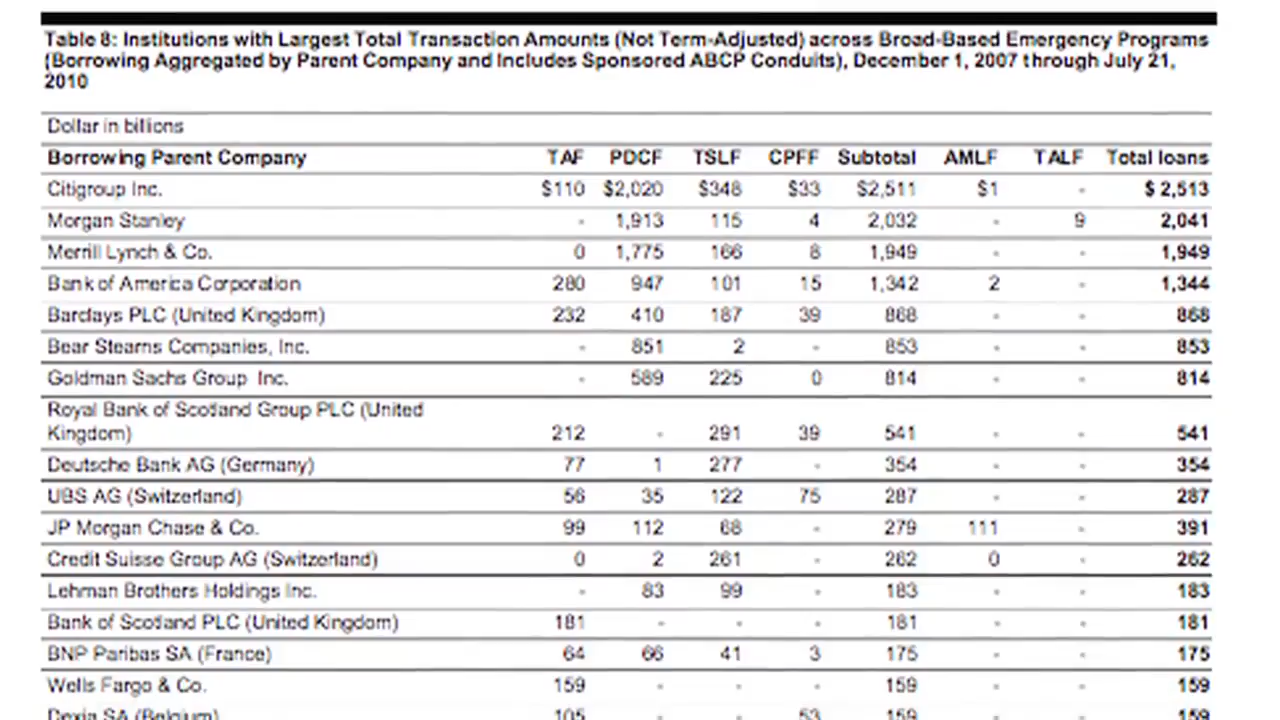 Table 8: Institutions with Largest Total Transaction Amounts (Not Term-Adjusted) across Broad-Based Emergency Programs
(Borrowing Aggregated by Parent Company and Includes Sponsored ABCP Conduits), December 1, 2007 through July 21,
2010
Dollar in billions
Borrowing Parent Company TAF PDCF TSLF CPFF Subtotal AMLF TALF Total loans
Citigroup Inc. $110 $2,020 $348 $33 $2,511 $1 - $ 2,513
Morgan Stanley - 1,913 115 4 2,032 - 9 2,041
Merrill Lynch & Co. 0 1,775 166 8 1,949 - - 1,949
Bank of America Corporation 280 947 101 15 1,342 2 - 1,344
Barclays PLC (United Kingdom) 232 410 187 39 868 - - 868
Bear Stearns Companies, Inc. - 851 2 - 853 - - 853
Goldman Sachs Group Inc. - 589 225 0 814 - - 814
Royal Bank of Scotland Group PLC (United
Kingdom) 212 - 291 39 541 - - 541
Deutsche Bank AG (Germany) 77 1 277 - 354 - - 354
UBS AG (Switzerland) 56 35 122 75 287 - - 287
JP Morgan Chase & Co. 99 112 68 - 279 111 - 391
Credit Suisse Group AG (Switzerland) 0 2 261 - 262 0 - 262
Lehman Brothers Holdings Inc. - 83 99 - 183 - - 183
Bank of Scotland PLC (United Kingdom) 181 - - - 181 - - 181
BNP Paribas SA (France) 64 66 41 3 175 - - 175
Wells Fargo & Co. 159 - - - 159 - - 159
Dexia SA (Belgium) 105 - - 53 159 - - 159